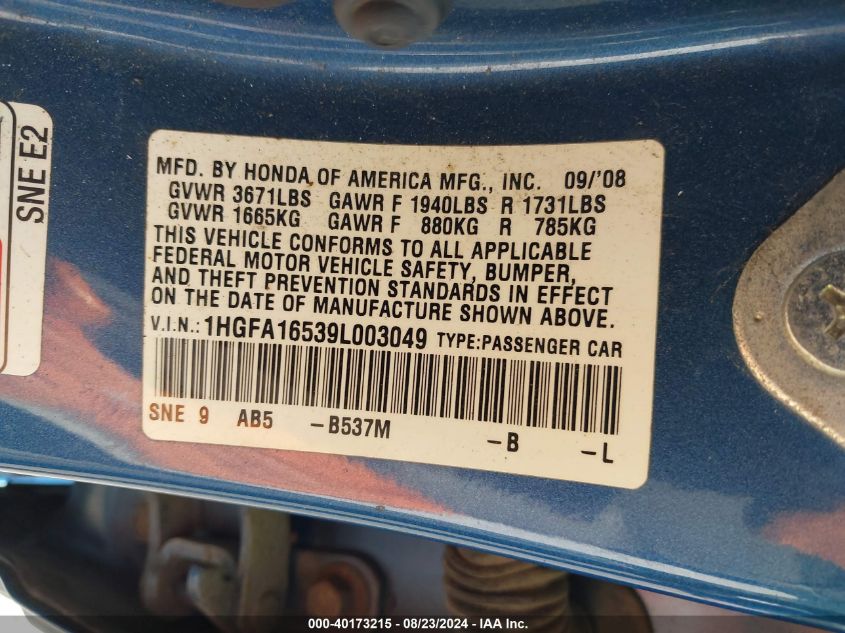 SNE E2
MFD. BY HONDA OF AMERICA MFG., INC. 09/'08
GVWR 3671LBS GAWR F 1940LBS R 1731LBS
GVWR 1665KG GAWR F 880KG R 785KG
THIS VEHICLE CONFORMS TO ALL APPLICABLE
FEDERAL MOTOR VEHICLE SAFETY, BUMPER,
AND THEFT PREVENTION STANDARDS IN EFFECT
ON THE DATE OF MANUFACTURE SHOWN ABOVE.
V.I.N.: 1HGFA16539L003049 TYPE:PASSENGER CAR
SNE 9 AB5 -B537M -B -L
000-40173215 - 08/23/2024 - IAA Inc.